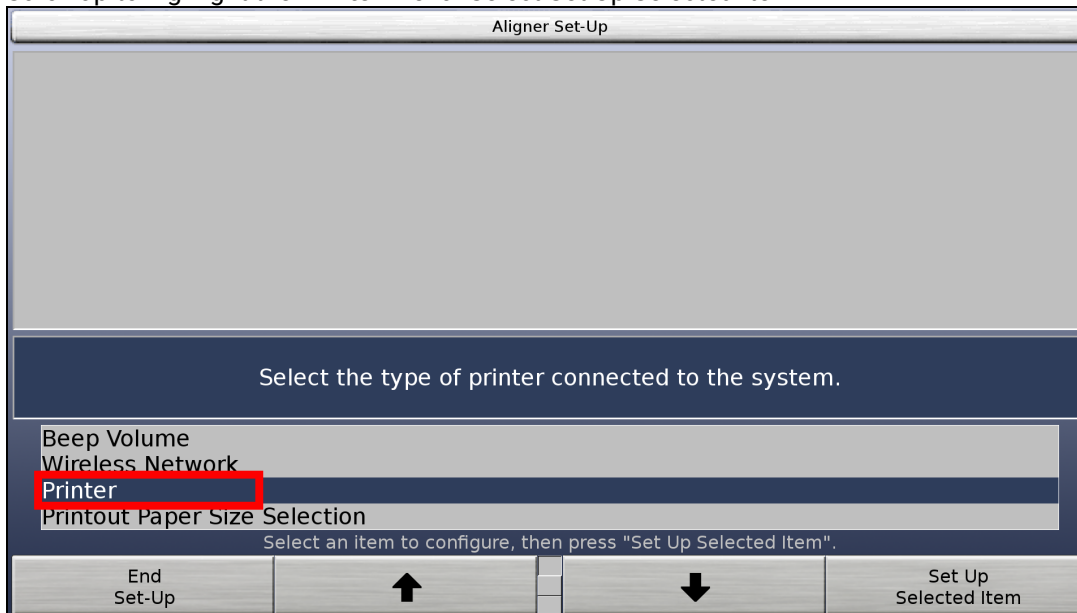 Aligner Set-Up
Select the type of printer connected to the system.
Beep Volume
Wireless Network
Printer
Printout Paper Size Selection
Select an item to configure, then press "Set Up Selected Item".
End
Set-Up
Set Up
Selected Item